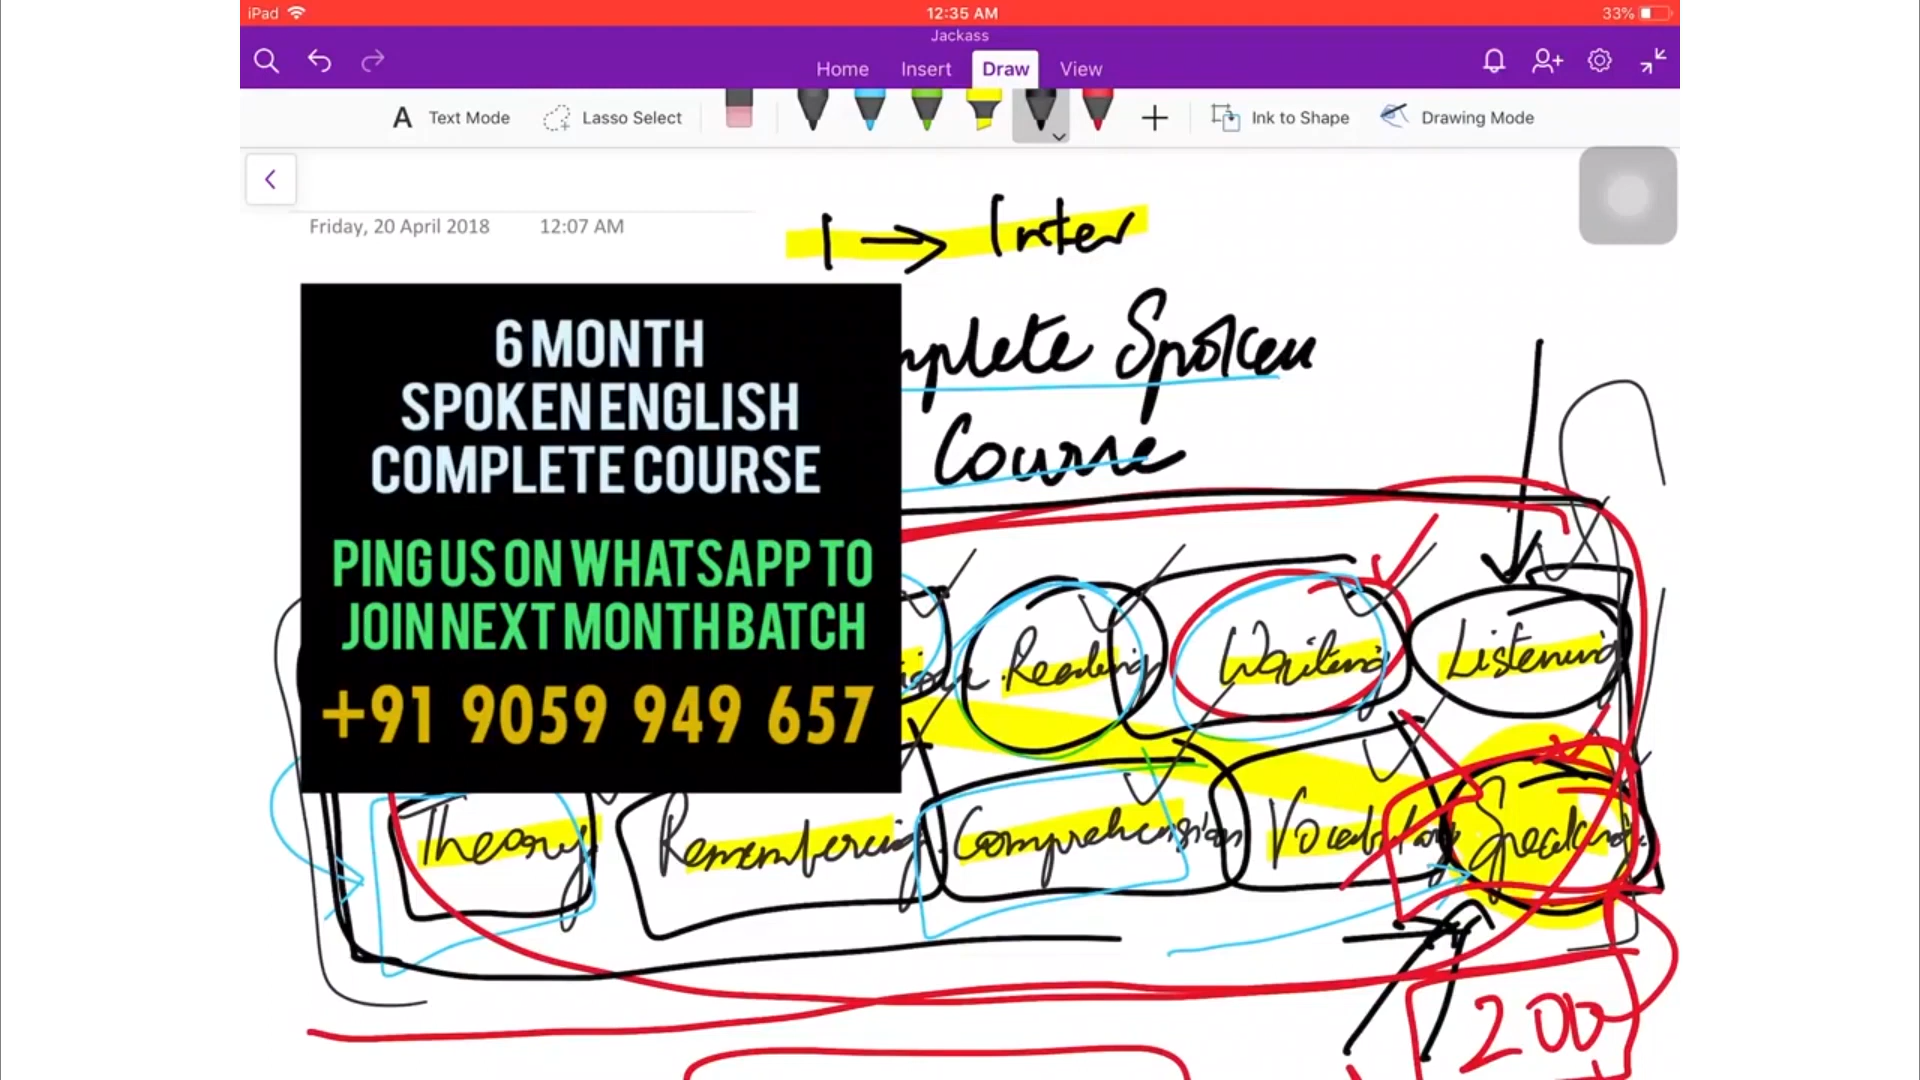 iPad 12:35 AM 33%
Jackass
Home Insert Draw View
A Text Mode Lasso Select Ink to Shape Drawing Mode
Friday, 20 April 2018 12:07 AM
1 → Inter
6 MONTH
SPOKEN ENGLISH
COMPLETE COURSE
PING US ON WHATSAPP TO
JOIN NEXT MONTH BATCH
+91 9059 949 657
mplete Spoken
Course
Reading Writing Listening
Theory Remembering Comprehension Vocabulary Speaking
200